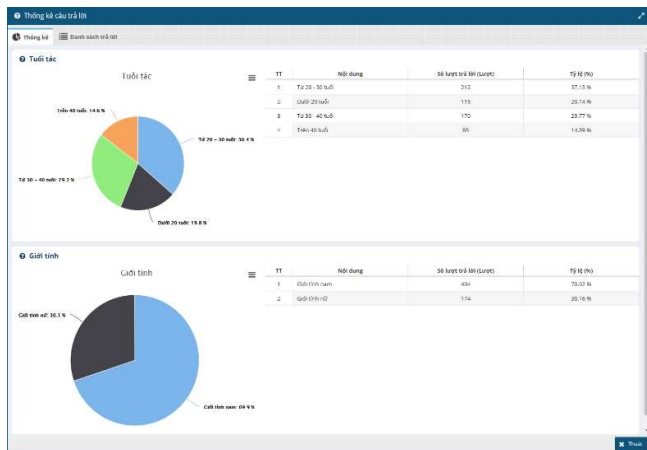 Thống kê câu trả lời
Thống kê Danh sách trả lời
Tuổi tác
Tuổi tác
TT Nội dung Số lượt trả lời (Lượt) Tỷ lệ (%)
1 Từ 20 - 30 tuổi 212 37.13 %
2 Dưới 20 tuổi 115 20.14 %
3 Từ 30 - 40 tuổi 170 29.77 %
4 Trên 40 tuổi 14.89 %
Trên 40 tuổi: 14.6 %
Từ 20 – 30 tuổi: 36.4 %
Từ 30 – 40 tuổi: 29.2 %
Dưới 20 tuổi: 19.8 %
Giới tính
Giới tính
TT Nội dung Số lượt trả lời (Lượt) Tỷ lệ (%)
1 Giới tính nam 404 70.02 %
2 Giới tính nữ 174 30.16 %
Giới tính nữ: 30.1 %
Giới tính nam: 69.9 %
Thoát